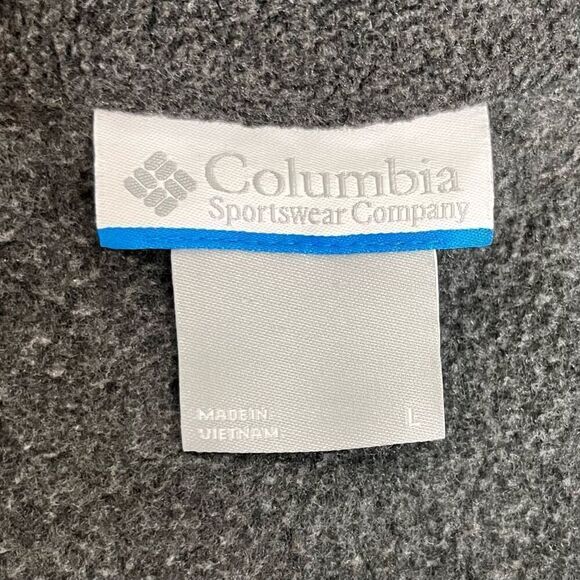 Columbia
Sportswear Company
MADE IN
VIETNAM
L